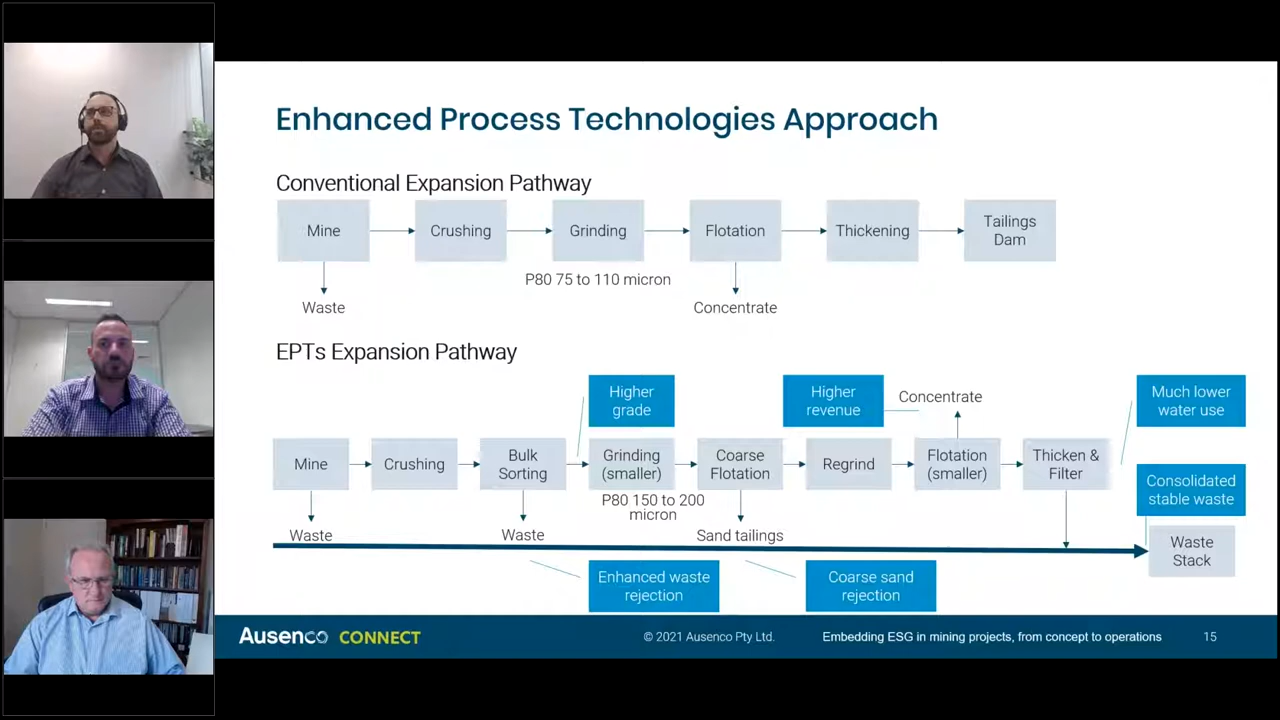 Enhanced Process Technologies Approach
Conventional Expansion Pathway
Mine
Crushing
Grinding
Flotation
Thickening
Tailings
Dam
P80 75 to 110 micron
Waste
Concentrate
EPTs Expansion Pathway
Higher
grade
Higher
revenue
Concentrate
Much lower
water use
Mine
Crushing
Bulk
Sorting
Grinding
(smaller)
Coarse
Flotation
Regrind
Flotation
(smaller)
Thicken &
Filter
Consolidated
stable waste
P80 150 to 200
micron
Waste
Waste
Sand tailings
Waste
Stack
Enhanced waste
rejection
Coarse sand
rejection
Ausenco CONNECT
© 2021 Ausenco Pty Ltd.
Embedding ESG in mining projects, from concept to operations
15